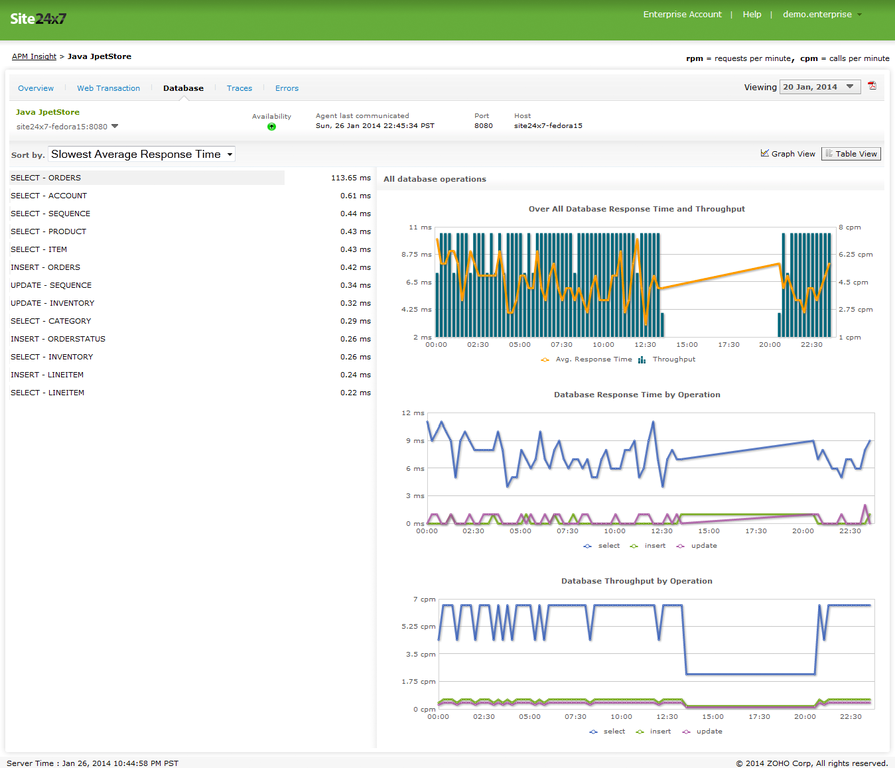 Site24x7
Enterprise Account | Help | demo.enterprise
APM Insight > Java JpetStore
rpm = requests per minute, cpm = calls per minute
Overview Web Transaction Database Traces Errors
Viewing 20 Jan, 2014
Java JpetStore
site24x7-fedora15:8080
Availability
Agent last communicated
Sun, 26 Jan 2014 22:45:34 PST
Port
8080
Host
site24x7-fedora15
Sort by. Slowest Average Response Time
Graph View Table View
SELECT - ORDERS 113.65 ms
SELECT - ACCOUNT 0.61 ms
SELECT - SEQUENCE 0.44 ms
SELECT - PRODUCT 0.43 ms
SELECT - ITEM 0.43 ms
INSERT - ORDERS 0.42 ms
UPDATE - SEQUENCE 0.34 ms
UPDATE - INVENTORY 0.32 ms
SELECT - CATEGORY 0.29 ms
INSERT - ORDERSTATUS 0.26 ms
SELECT - INVENTORY 0.26 ms
INSERT - LINEITEM 0.24 ms
SELECT - LINEITEM 0.22 ms
All database operations
Over All Database Response Time and Throughput
11 ms 8 cpm
8.75 ms 6.25 cpm
6.5 ms 4.5 cpm
4.25 ms 2.75 cpm
2 ms 1 cpm
00:00 02:30 05:00 07:30 10:00 12:30 15:00 17:30 20:00 22:30
Avg. Response Time Throughput
Database Response Time by Operation
12 ms
9 ms
6 ms
3 ms
0 ms
00:00 02:30 05:00 07:30 10:00 12:30 15:00 17:30 20:00 22:30
select insert update
Database Throughput by Operation
7 cpm
5.25 cpm
3.5 cpm
1.75 cpm
0 cpm
00:00 02:30 05:00 07:30 10:00 12:30 15:00 17:30 20:00 22:30
select insert update
Server Time : Jan 26, 2014 10:44:58 PM PST
© 2014 ZOHO Corp, All rights reserved.